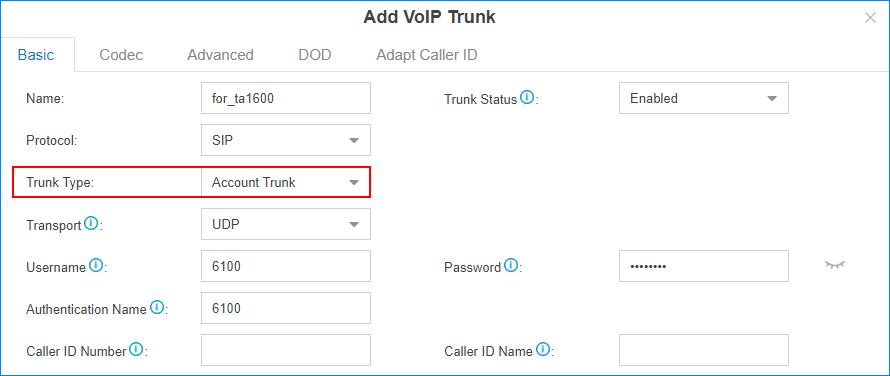 Add VoIP Trunk
Basic Codec Advanced DOD Adapt Caller ID
Name: for_ta1600 Trunk Status: Enabled
Protocol: SIP
Trunk Type: Account Trunk
Transport: UDP
Username: 6100 Password: ••••••••
Authentication Name: 6100
Caller ID Number: Caller ID Name: